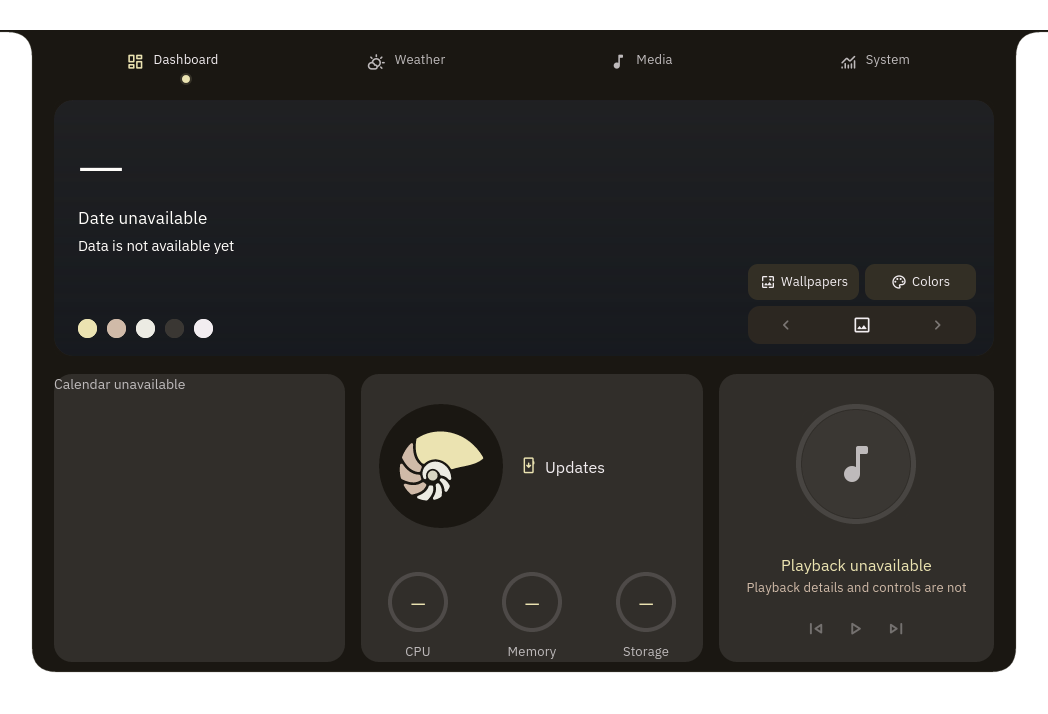 Dashboard
Weather
Media
System
—
Date unavailable
Data is not available yet
Wallpapers
Colors
Calendar unavailable
Updates
—
—
—
CPU
Memory
Storage
Playback unavailable
Playback details and controls are not